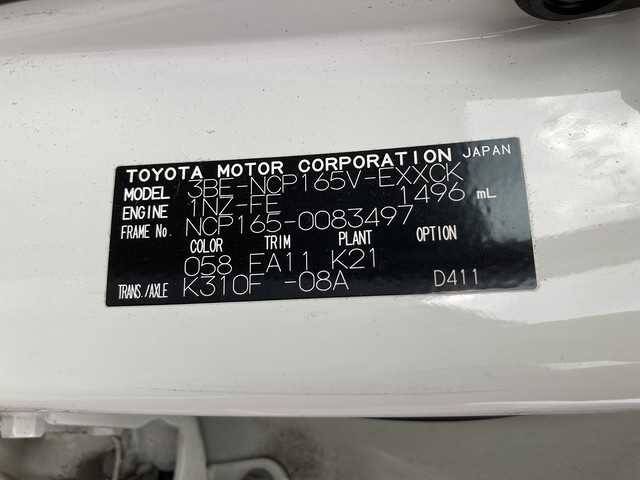 TOYOTA MOTOR CORPORATION JAPAN
MODEL 3BE-NCP165V-EXXCK
ENGINE 1NZ-FE 1496 mL
FRAME No. NCP165-0083497
COLOR TRIM PLANT OPTION
058 FA11 K21
TRANS./AXLE K310F -08A D411